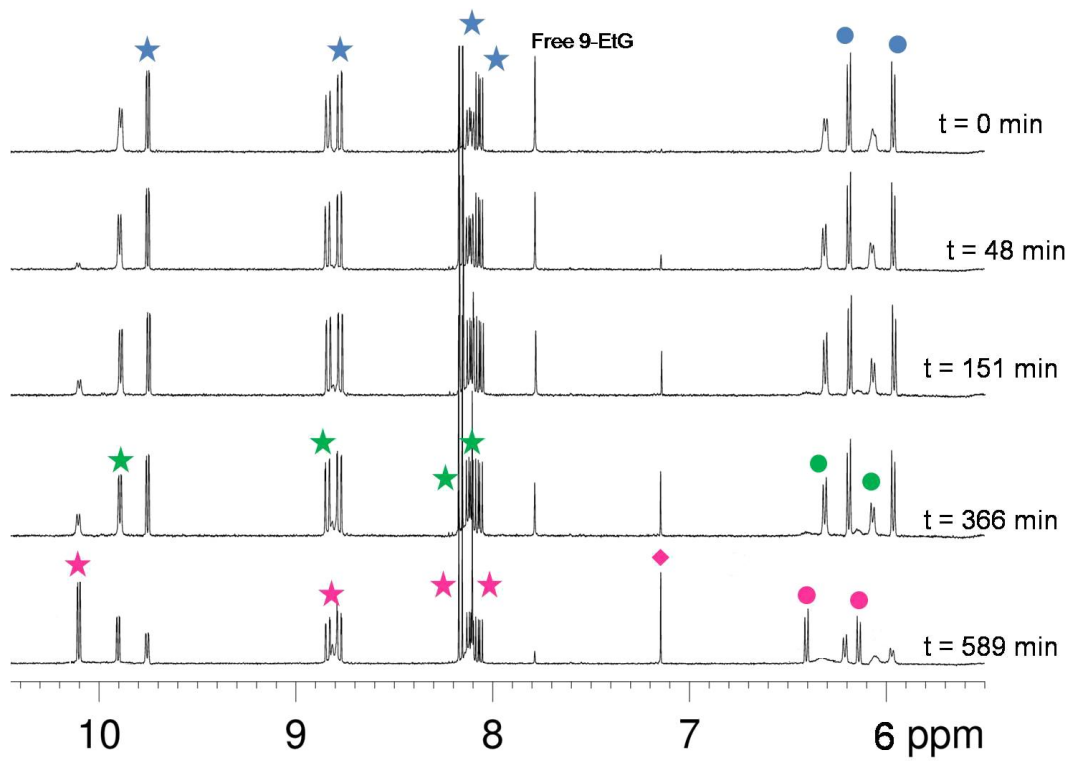 Free 9-EtG
t = 0 min
t = 48 min
t = 151 min
t = 366 min
t = 589 min
10 9 8 7 6 ppm